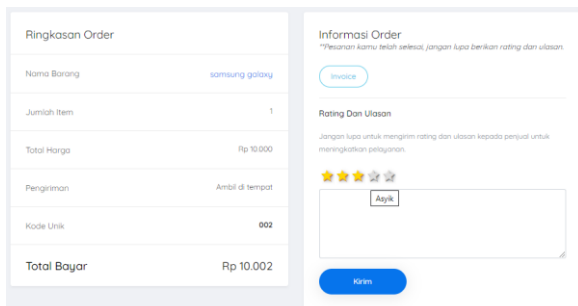 Ringkasan Order
Nama Barang samsung galaxy
Jumlah Item 1
Total Harga Rp 10.000
Pengiriman Ambil di tempat
Kode Unik 002
Total Bayar Rp 10.002
Informasi Order
"Pesanan kamu telah selesai, jangan lupa berikan rating dan ulasan.
Invoice
Rating Dan Ulasan
Jangan lupa untuk mengirim rating dan ulasan kepada penjual untuk
meningkatkan pelayanan.
Asyik
Kirim